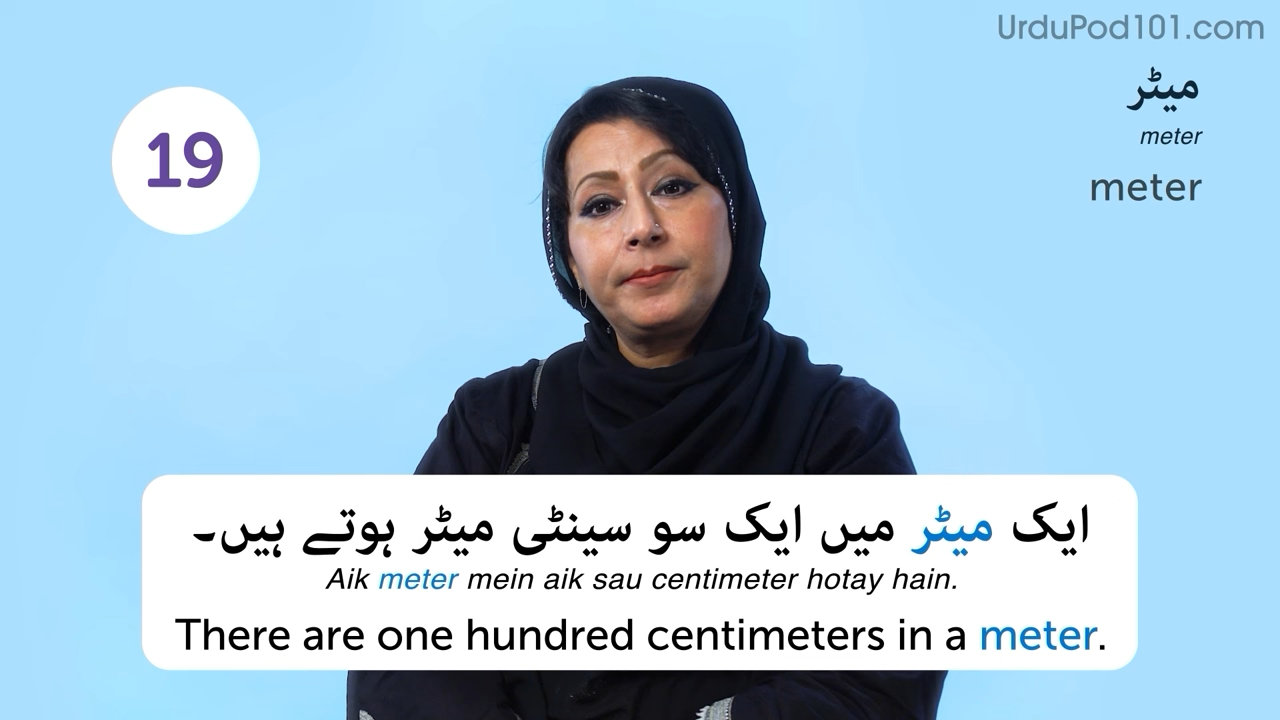 UrduPod101.com
میٹر
meter
meter
19
ایک میٹر میں ایک سو سینٹی میٹر ہوتے ہیں۔
Aik meter mein aik sau centimeter hotay hain.
There are one hundred centimeters in a meter.